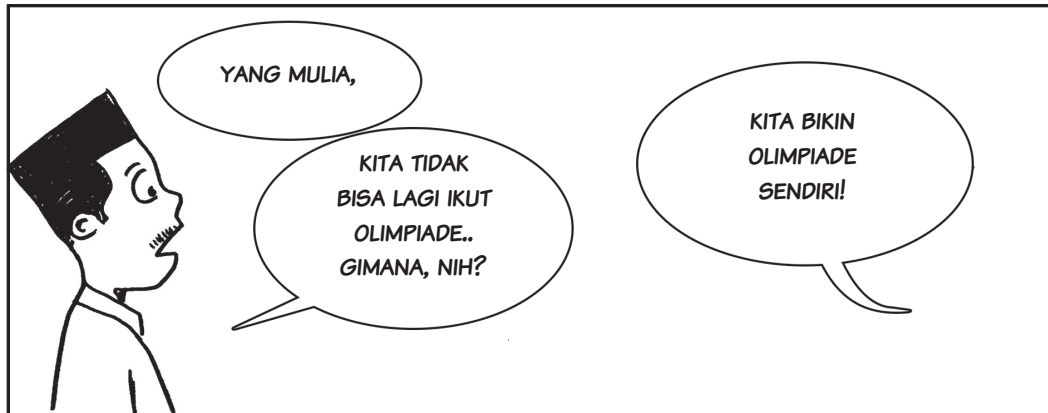 YANG MULIA,
KITA TIDAK
BISA LAGI IKUT
OLIMPIADE..
GIMANA, NIH?
KITA BIKIN
OLIMPIADE
SENDIRI!